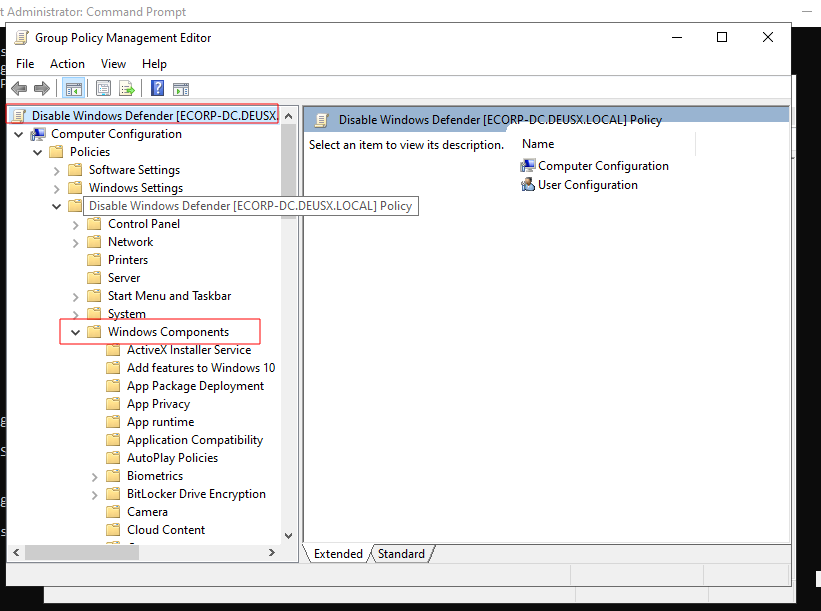 t Administrator: Command Prompt
Group Policy Management Editor
File Action View Help
Disable Windows Defender [ECORP-DC.DEUSX.
Computer Configuration
Policies
Software Settings
Windows Settings
Disable Windows Defender [ECORP-DC.DEUSX.LOCAL] Policy
Control Panel
Network
Printers
Server
Start Menu and Taskbar
System
Windows Components
ActiveX Installer Service
Add features to Windows 10
App Package Deployment
App Privacy
App runtime
Application Compatibility
AutoPlay Policies
Biometrics
BitLocker Drive Encryption
Camera
Cloud Content
Disable Windows Defender [ECORP-DC.DEUSX.LOCAL] Policy
Select an item to view its description.
Name
Computer Configuration
User Configuration
Extended Standard